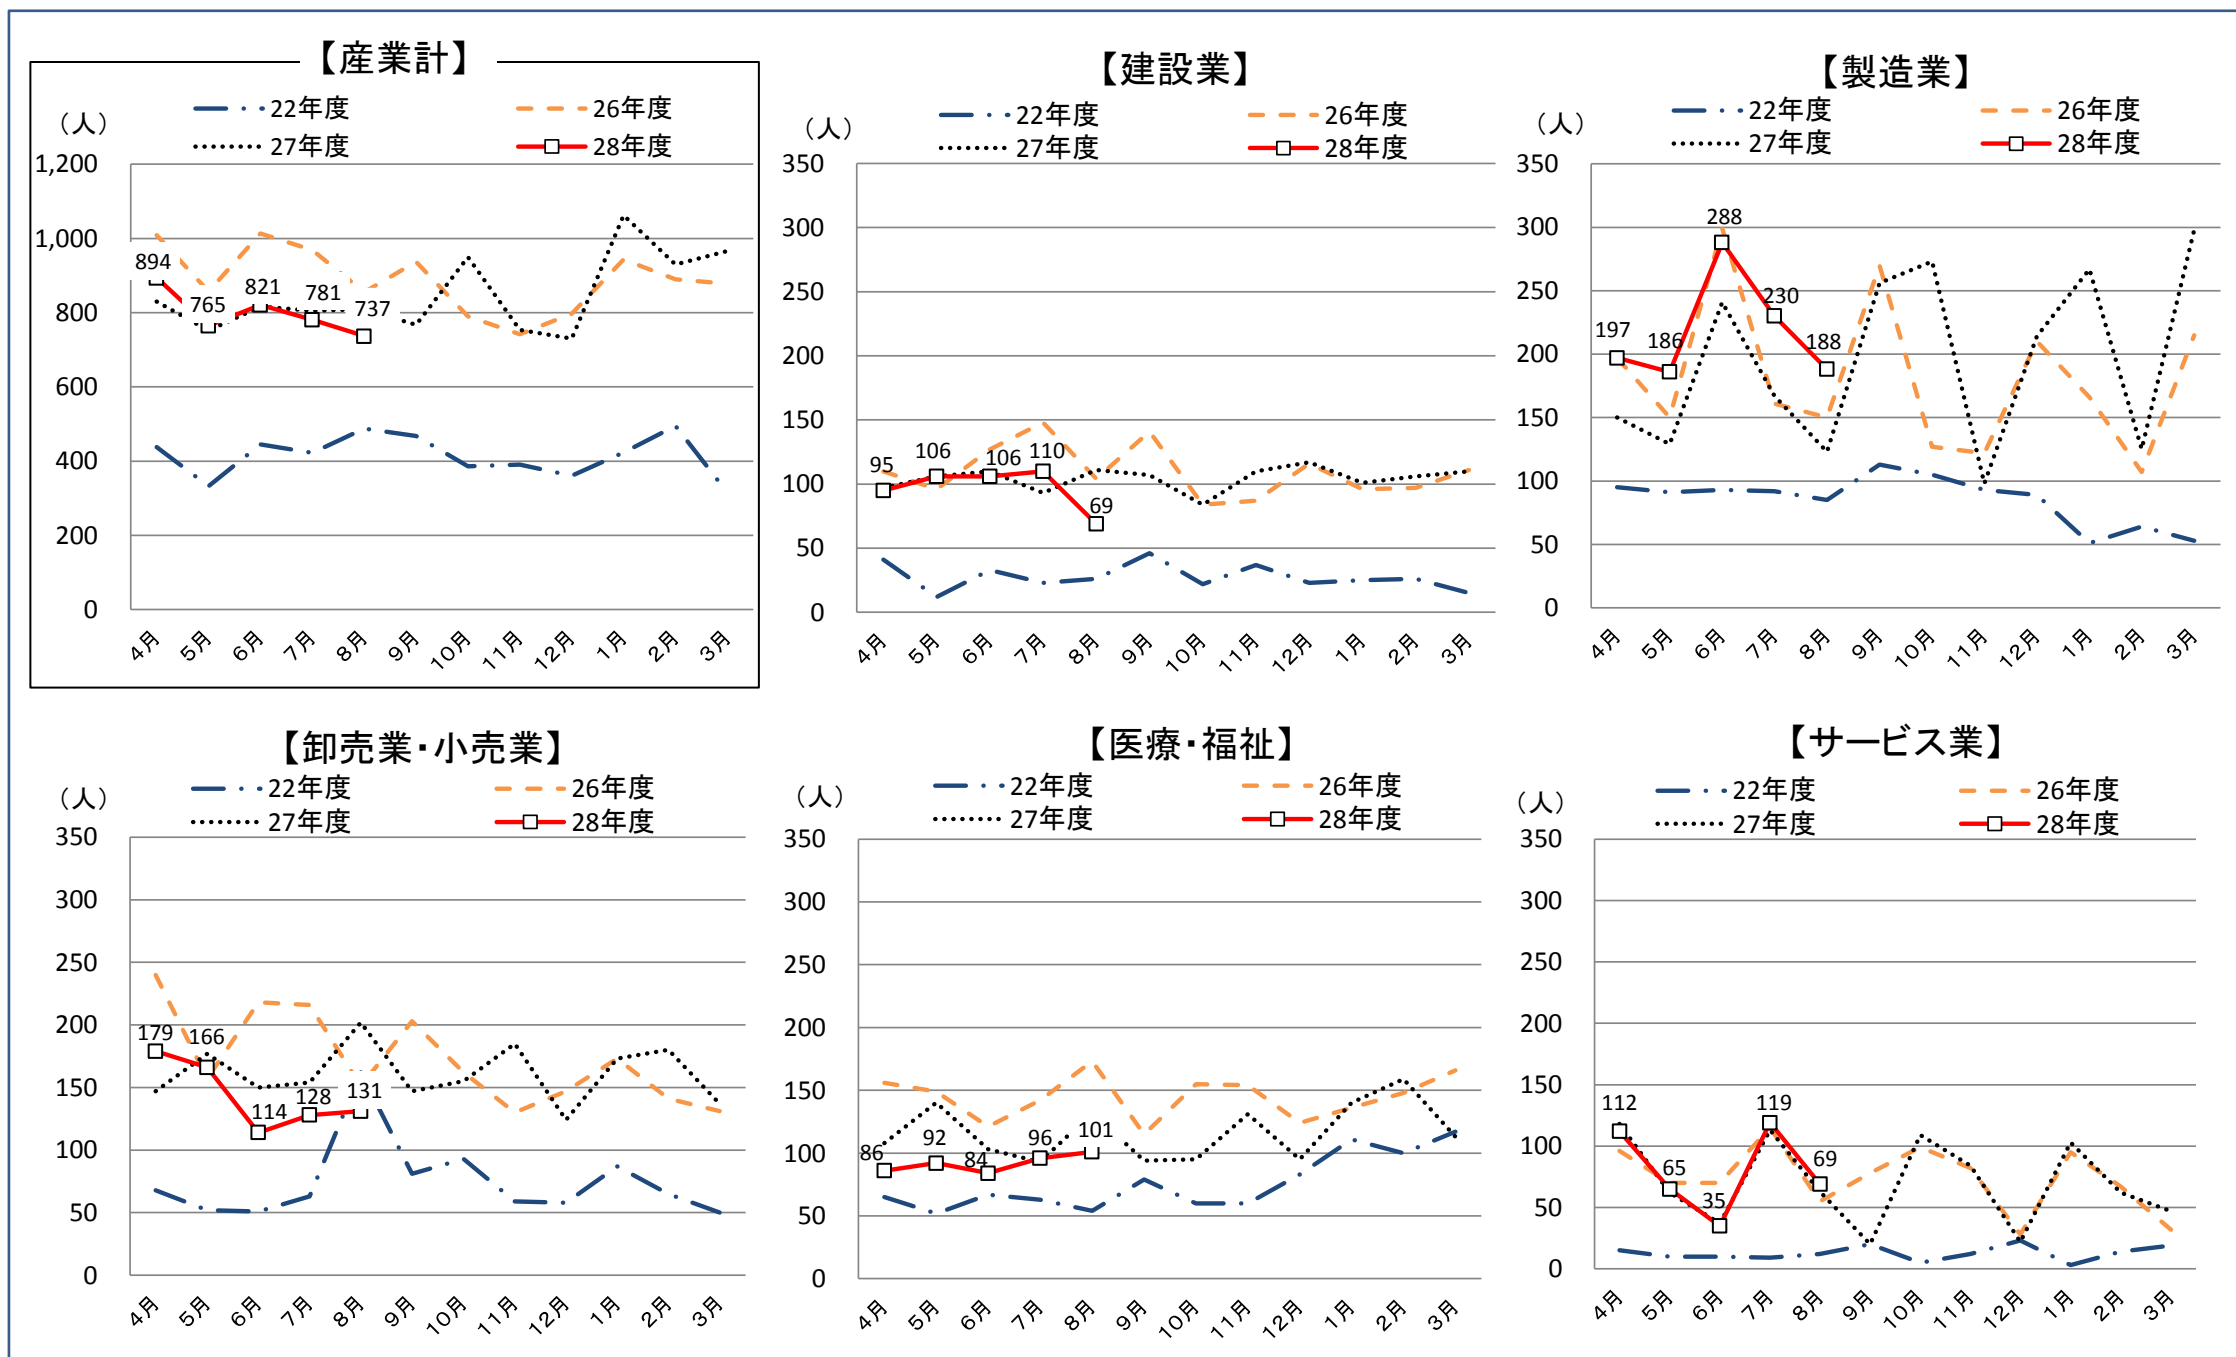 【産業計】
22年度 26年度
(人)
27年度 28年度
1,200
1,000
800
600
400
200
0
894 765 821 781 737
4月 5月 6月 7月 8月 9月 10月 11月 12月 1月 2月 3月
【建設業】
22年度 26年度
(人)
27年度 28年度
350
300
250
200
150
100
50
0
95 106 106 110 69
4月 5月 6月 7月 8月 9月 10月 11月 12月 1月 2月 3月
【製造業】
22年度 26年度
(人)
27年度 28年度
350
300
250
200
150
100
50
0
197 186 288 230 188
4月 5月 6月 7月 8月 9月 10月 11月 12月 1月 2月 3月
【卸売業・小売業】
22年度 26年度
(人)
27年度 28年度
350
300
250
200
150
100
50
0
179 166 114 128 131
4月 5月 6月 7月 8月 9月 10月 11月 12月 1月 2月 3月
【医療・福祉】
22年度 26年度
(人)
27年度 28年度
350
300
250
200
150
100
50
0
86 92 84 96 101
4月 5月 6月 7月 8月 9月 10月 11月 12月 1月 2月 3月
【サービス業】
22年度 26年度
(人)
27年度 28年度
350
300
250
200
150
100
50
0
112 65 35 119 69
4月 5月 6月 7月 8月 9月 10月 11月 12月 1月 2月 3月